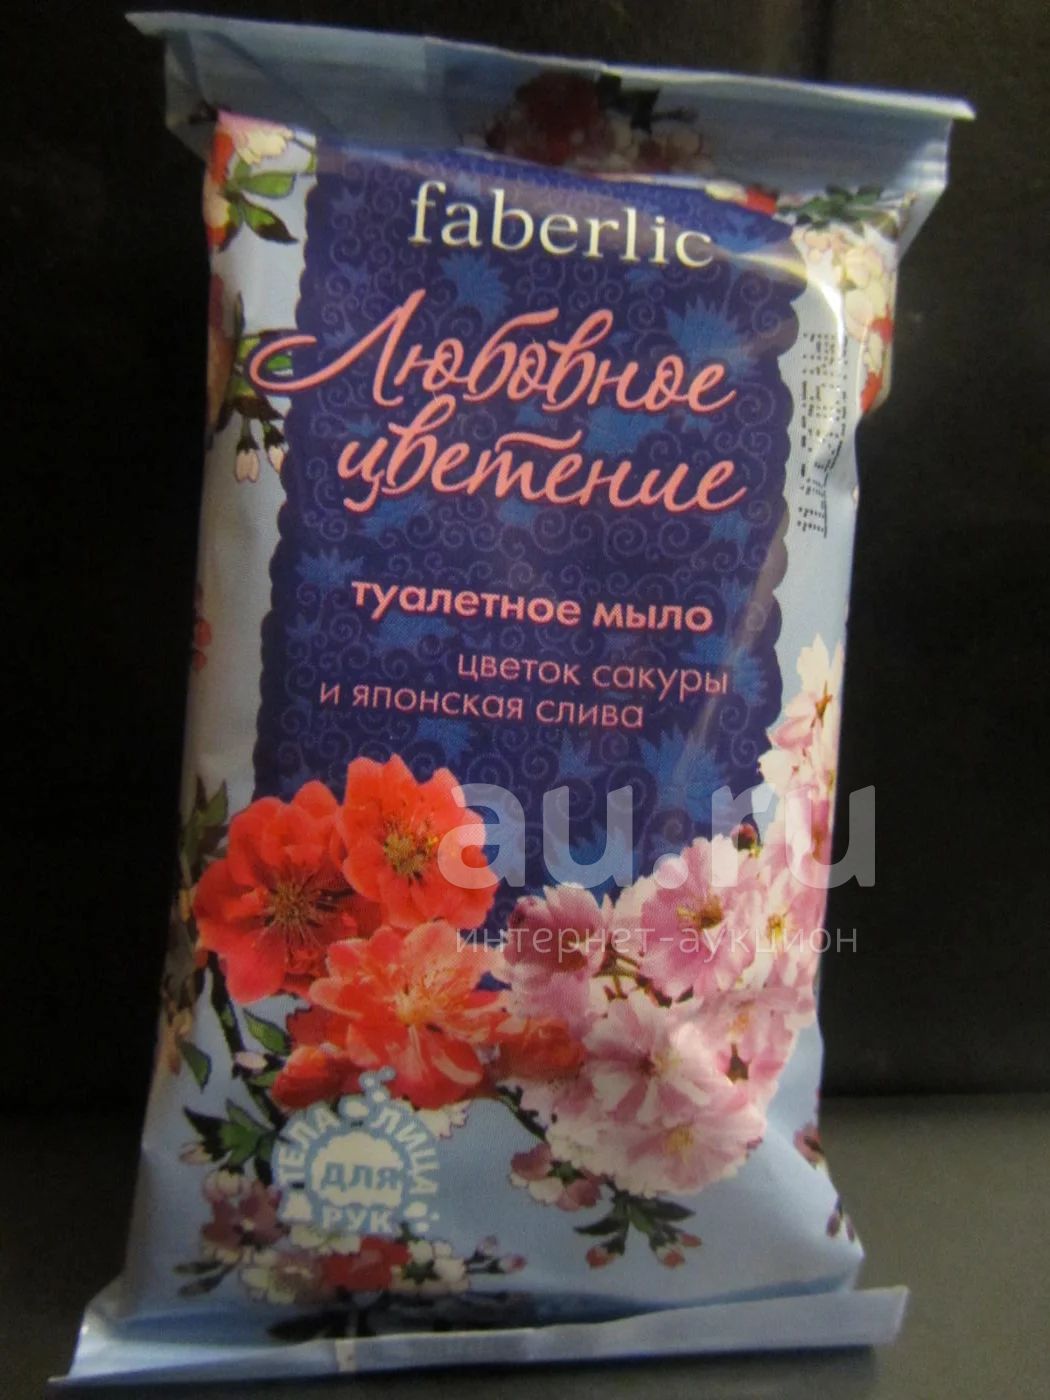 faberlic
Любовное
цветение
туалетное мыло
цветок сакуры
и японская слива
au.ru
интернет-аукцион
ТЕЛА ЛИЦА
ДЛЯ
РУК